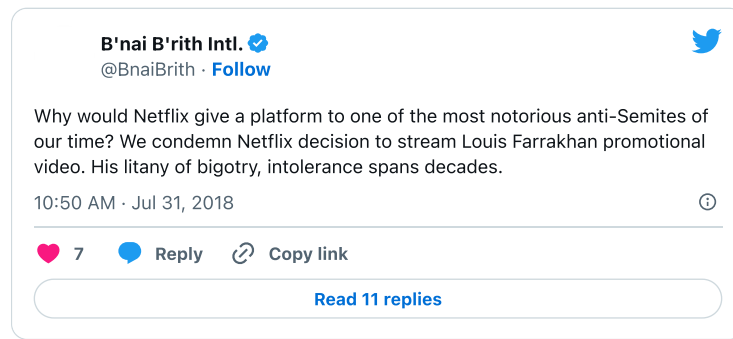 B'nai B'rith Intl.
@BnaiBrith · Follow
Why would Netflix give a platform to one of the most notorious anti-Semites of
our time? We condemn Netflix decision to stream Louis Farrakhan promotional
video. His litany of bigotry, intolerance spans decades.
10:50 AM · Jul 31, 2018
7 Reply Copy link
Read 11 replies